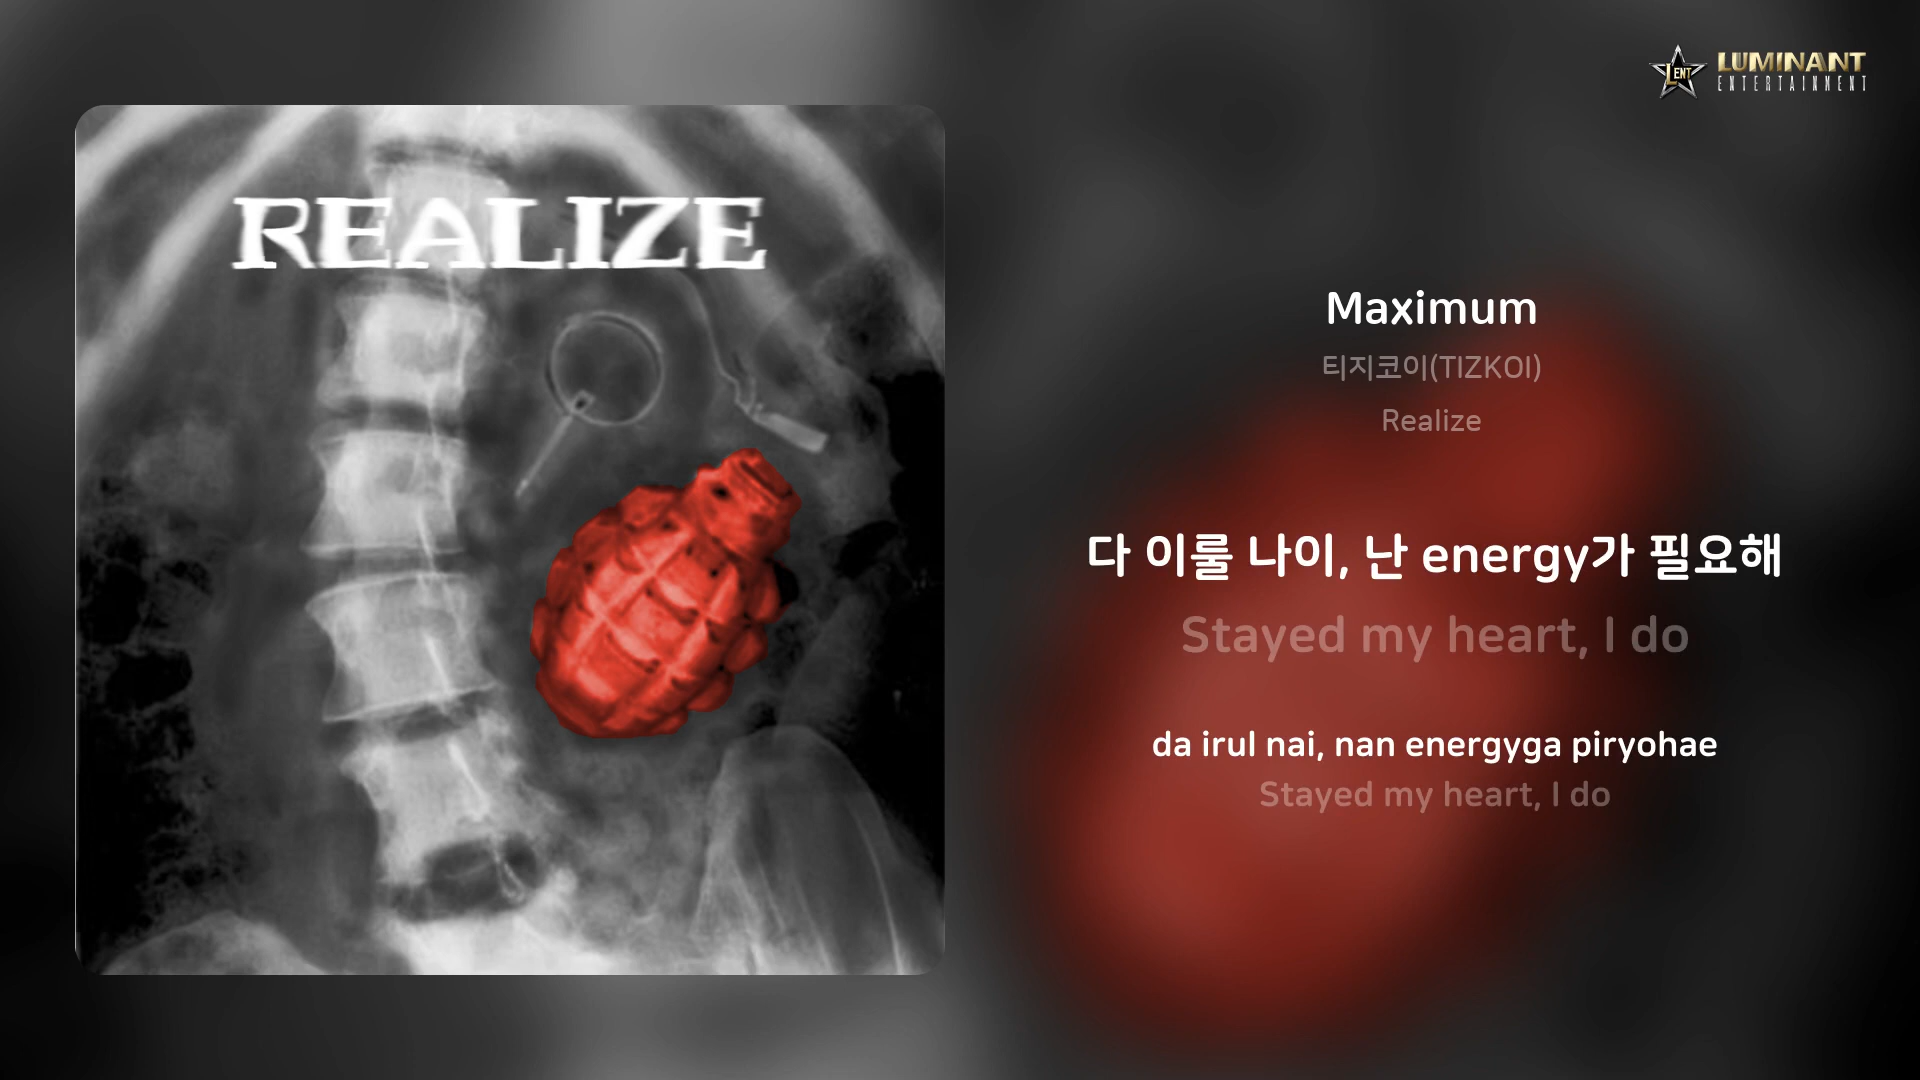 LENT
LUMINANT
ENTERTAINMENT
REALIZE
Maximum
티지코이(TIZKOI)
Realize
다 이룰 나이, 난 energy가 필요해
Stayed my heart, I do
da irul nai, nan energyga piryohae
Stayed my heart, I do